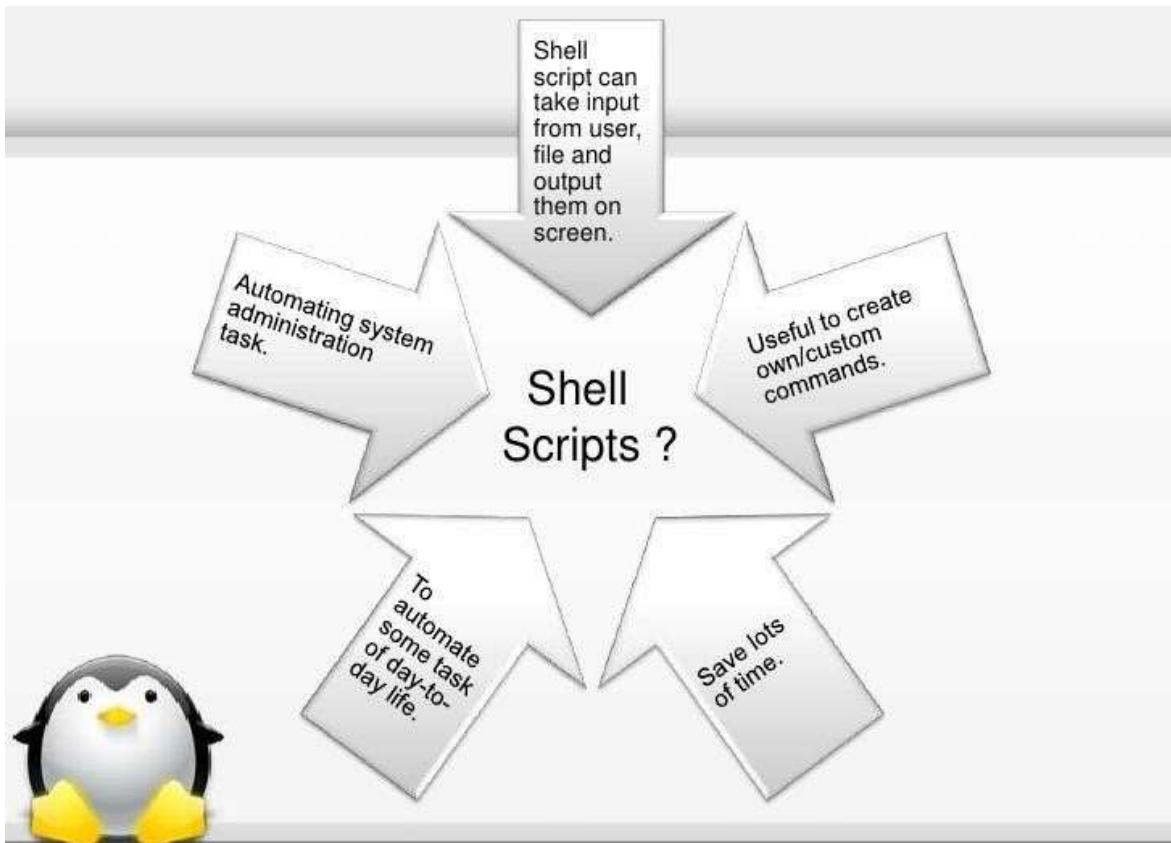 Shell
script can
take input
from user,
file and
output
them on
screen.
Automating system
administration
task.
Useful to create
own/custom
commands.
Shell
Scripts ?
To
automate
some task
of day-to-
day life.
Save lots
of time.